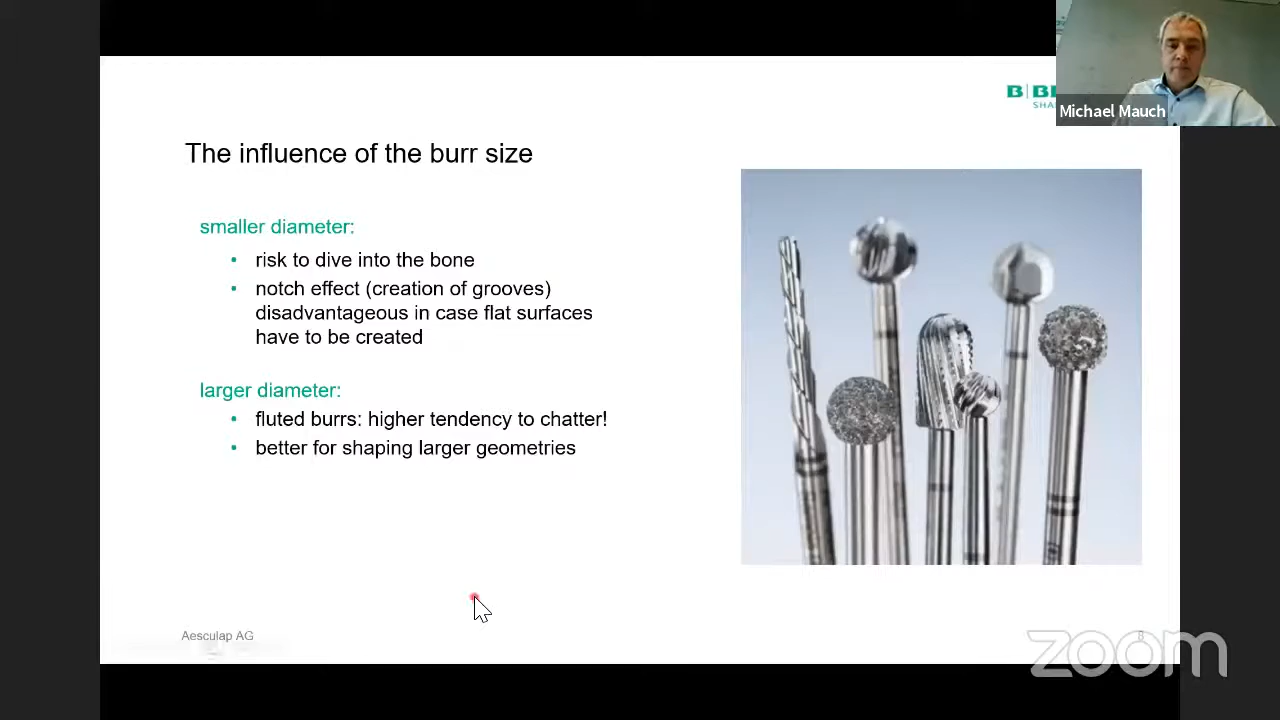 Michael Mauch
The influence of the burr size
smaller diameter:
• risk to dive into the bone
• notch effect (creation of grooves)
disadvantageous in case flat surfaces
have to be created
larger diameter:
• fluted burrs: higher tendency to chatter!
• better for shaping larger geometries
Aesculap AG
zoom